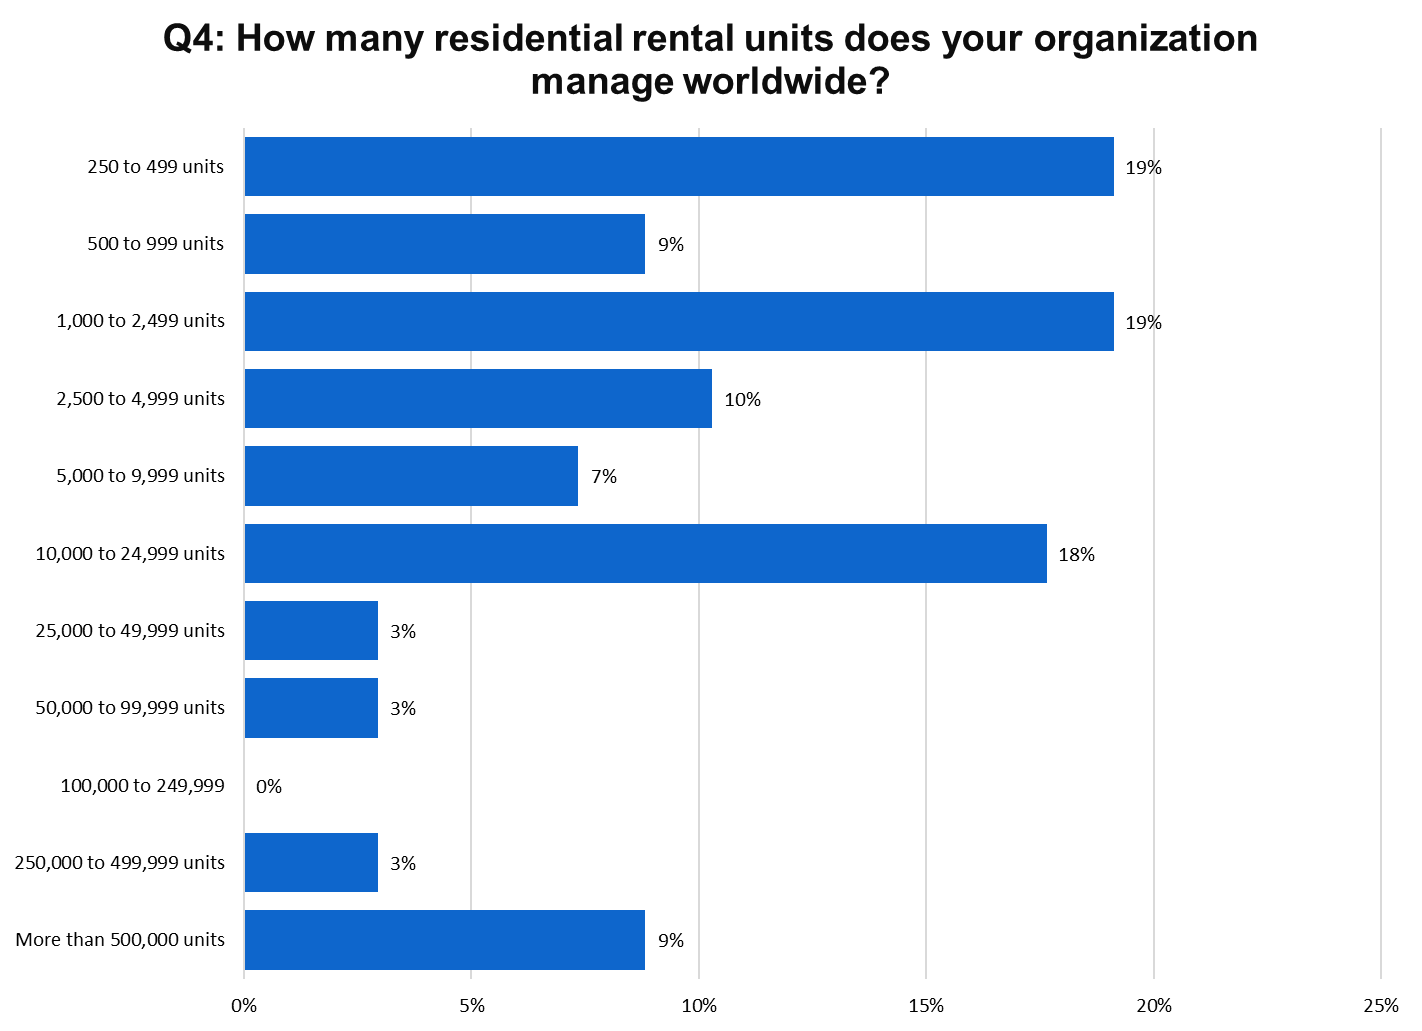 Q4: How many residential rental units does your organization
manage worldwide?
250 to 499 units
19%
500 to 999 units
9%
1,000 to 2,499 units
19%
2,500 to 4,999 units
10%
5,000 to 9,999 units
7%
10,000 to 24,999 units
18%
25,000 to 49,999 units
3%
50,000 to 99,999 units
3%
100,000 to 249,999
0%
250,000 to 499,999 units
3%
More than 500,000 units
9%
0%
5%
10%
15%
20%
25%